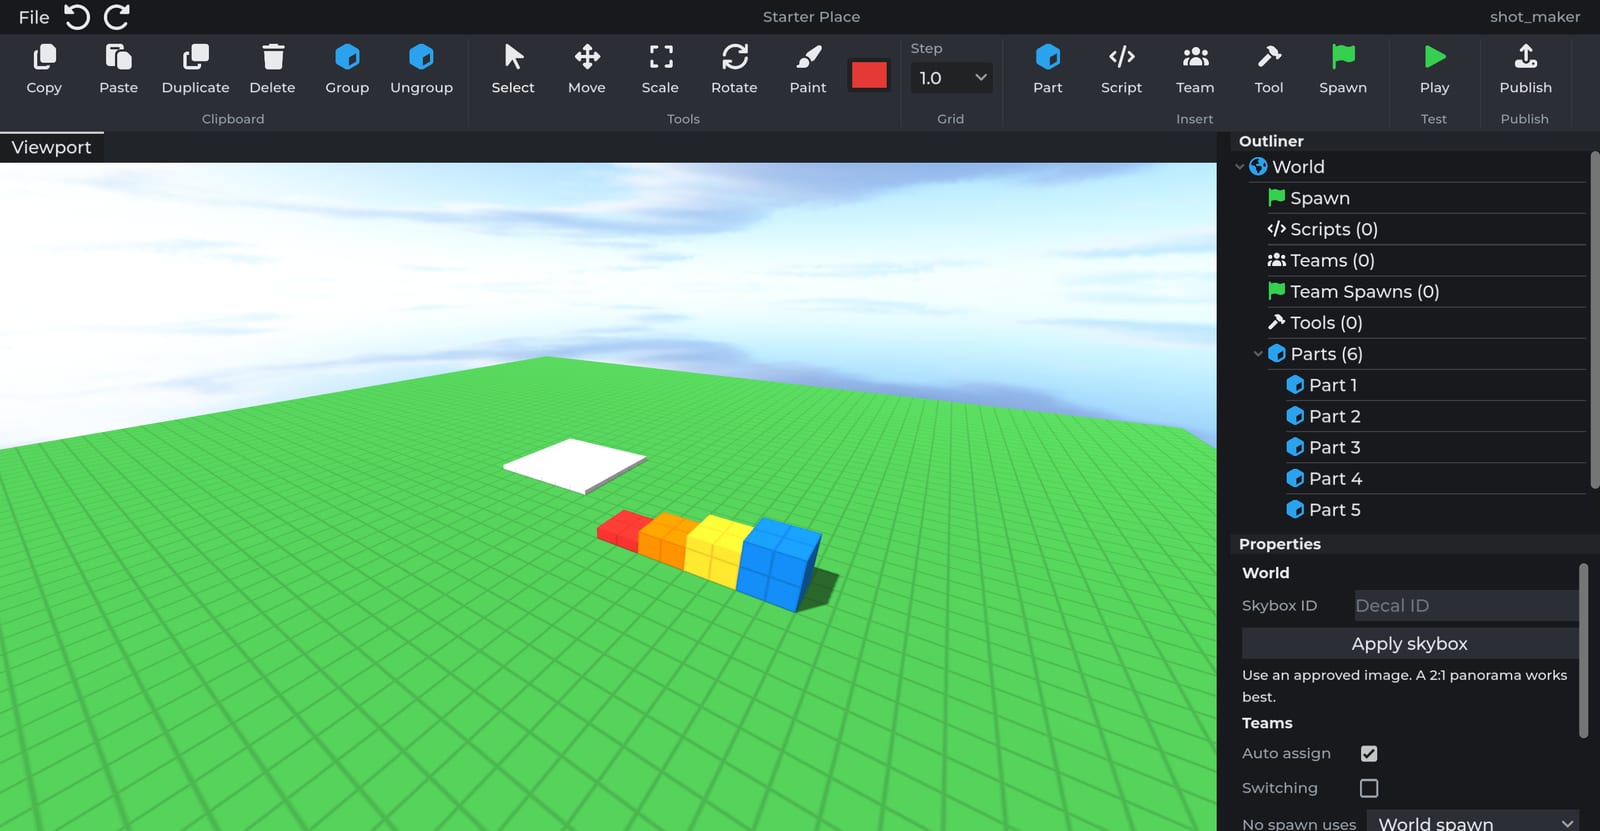 File
Starter Place
shot_maker
Copy
Paste
Duplicate
Delete
Group
Ungroup
Clipboard
Select
Move
Scale
Rotate
Paint
Tools
Step
1.0
Grid
Part
Script
Team
Tool
Spawn
Insert
Play
Test
Publish
Publish
Viewport
Outliner
World
Spawn
Scripts (0)
Teams (0)
Team Spawns (0)
Tools (0)
Parts (6)
Part 1
Part 2
Part 3
Part 4
Part 5
Properties
World
Skybox ID
Decal ID
Apply skybox
Use an approved image. A 2:1 panorama works
best.
Teams
Auto assign
Switching
No spawn uses
World spawn